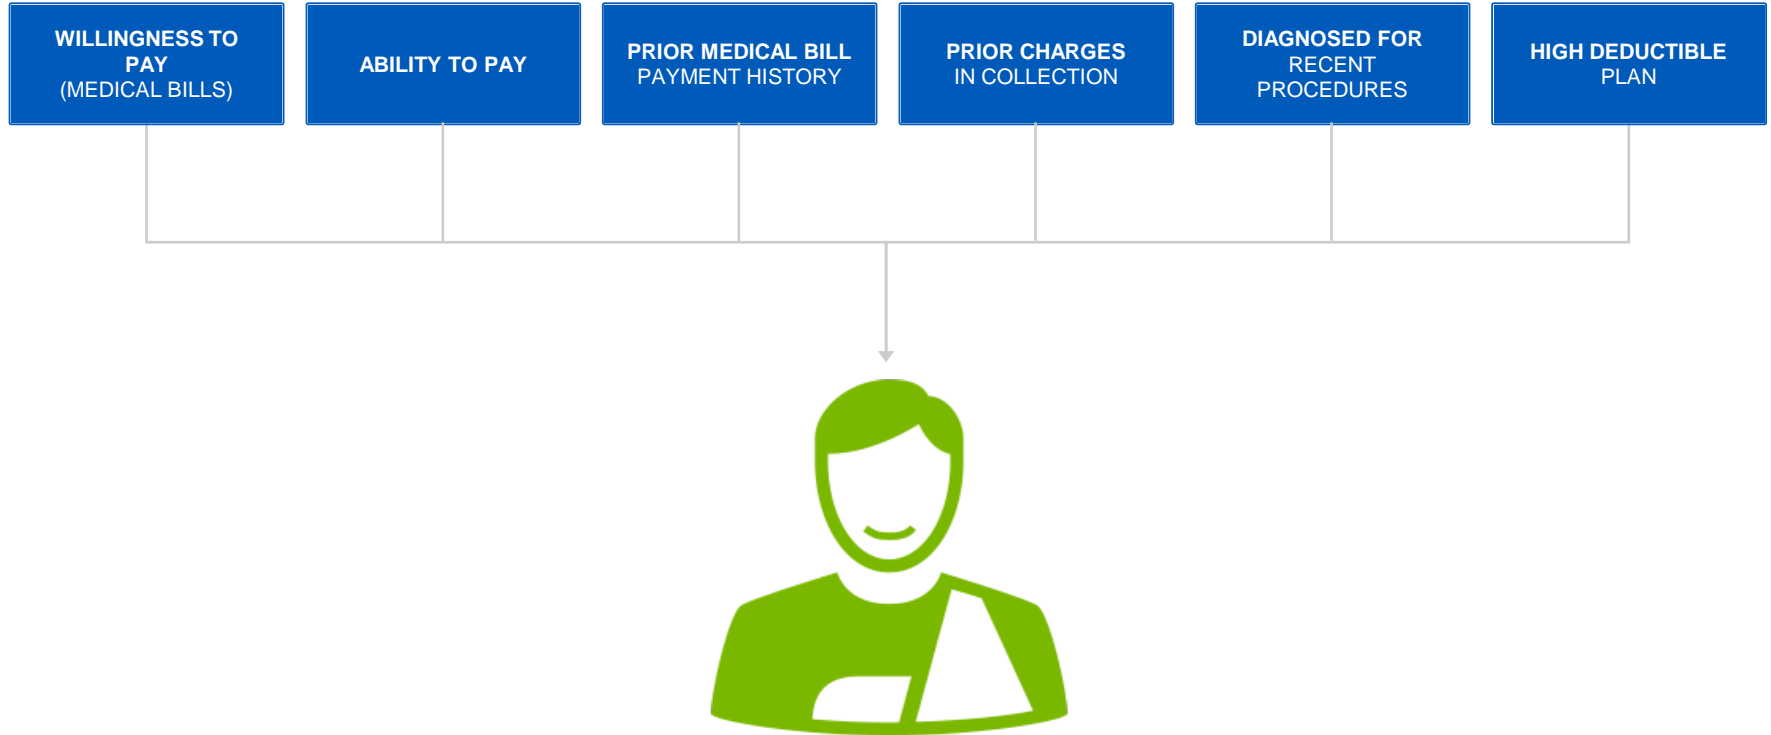 WILLINGNESS TO
PAY
(MEDICAL BILLS)
ABILITY TO PAY
PRIOR MEDICAL BILL
PAYMENT HISTORY
PRIOR CHARGES
IN COLLECTION
DIAGNOSED FOR
RECENT
PROCEDURES
HIGH DEDUCTIBLE
PLAN